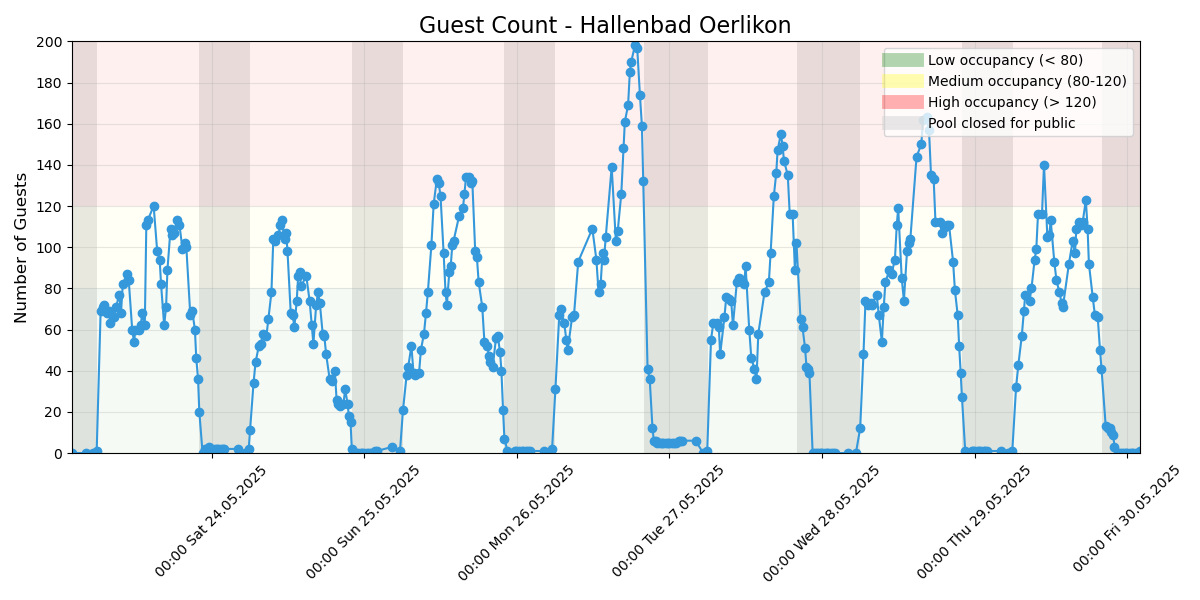 Guest Count - Hallenbad Oerlikon
Number of Guests
200
180
160
140
120
100
80
60
40
20
0
Low occupancy (< 80)
Medium occupancy (80-120)
High occupancy (> 120)
Pool closed for public
00:00 Sat 24.05.2025
00:00 Sun 25.05.2025
00:00 Mon 26.05.2025
00:00 Tue 27.05.2025
00:00 Wed 28.05.2025
00:00 Thu 29.05.2025
00:00 Fri 30.05.2025